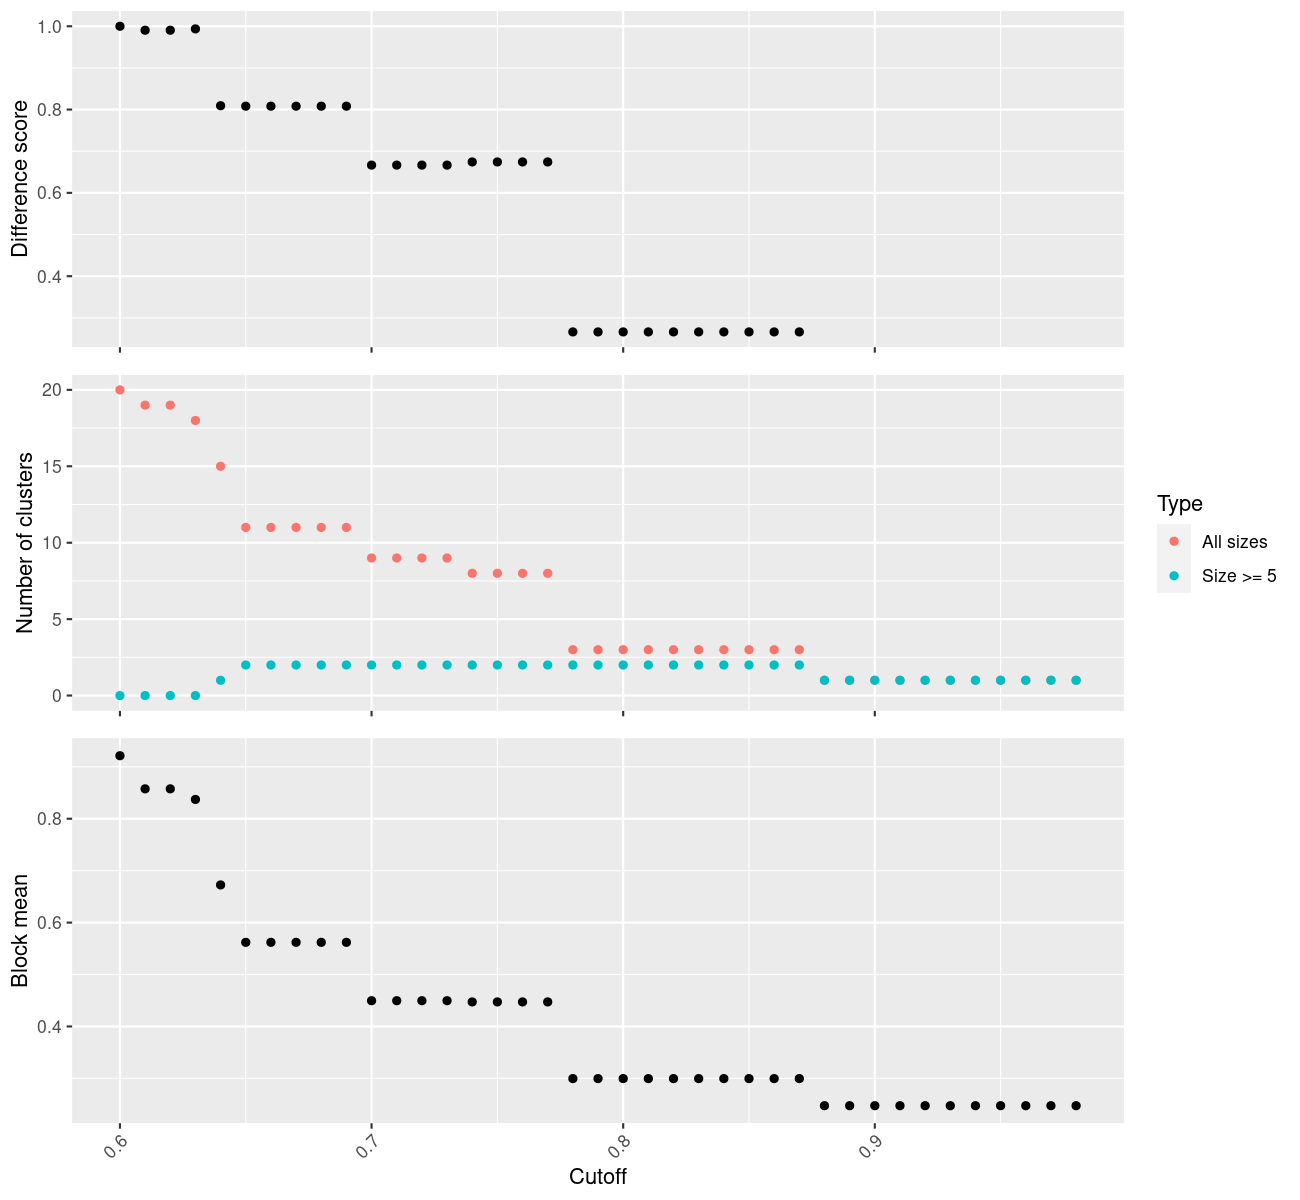 Difference score
1.0
0.8
0.6
0.4
Number of clusters
20
15
10
5
0
Type
All sizes
Size >= 5
Block mean
0.8
0.6
0.4
0.6
0.7
0.8
0.9
Cutoff